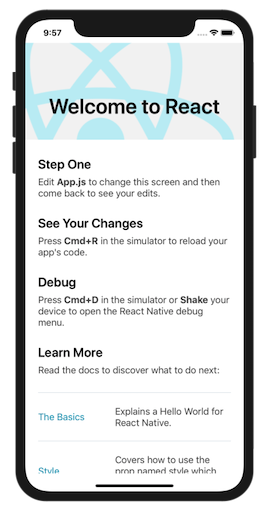 9:57
Welcome to React
Step One
Edit App.js to change this screen and then
come back to see your edits.
See Your Changes
Press Cmd+R in the simulator to reload your
app's code.
Debug
Press Cmd+D in the simulator or Shake your
device to open the React Native debug
menu.
Learn More
Read the docs to discover what to do next:
The Basics
Explains a Hello World for
React Native.
Style
Covers how to use the
prop named style which